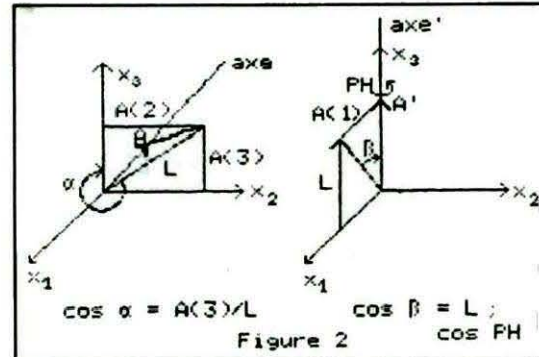 axe
x₃
A(2)
A
A(3)
L
α
x₂
x₁
axe'
x₃
PH
A'
A(1)
β
L
x₂
x₁
cos α = A(3)/L
cos β = L ;
cos PH
Figure 2